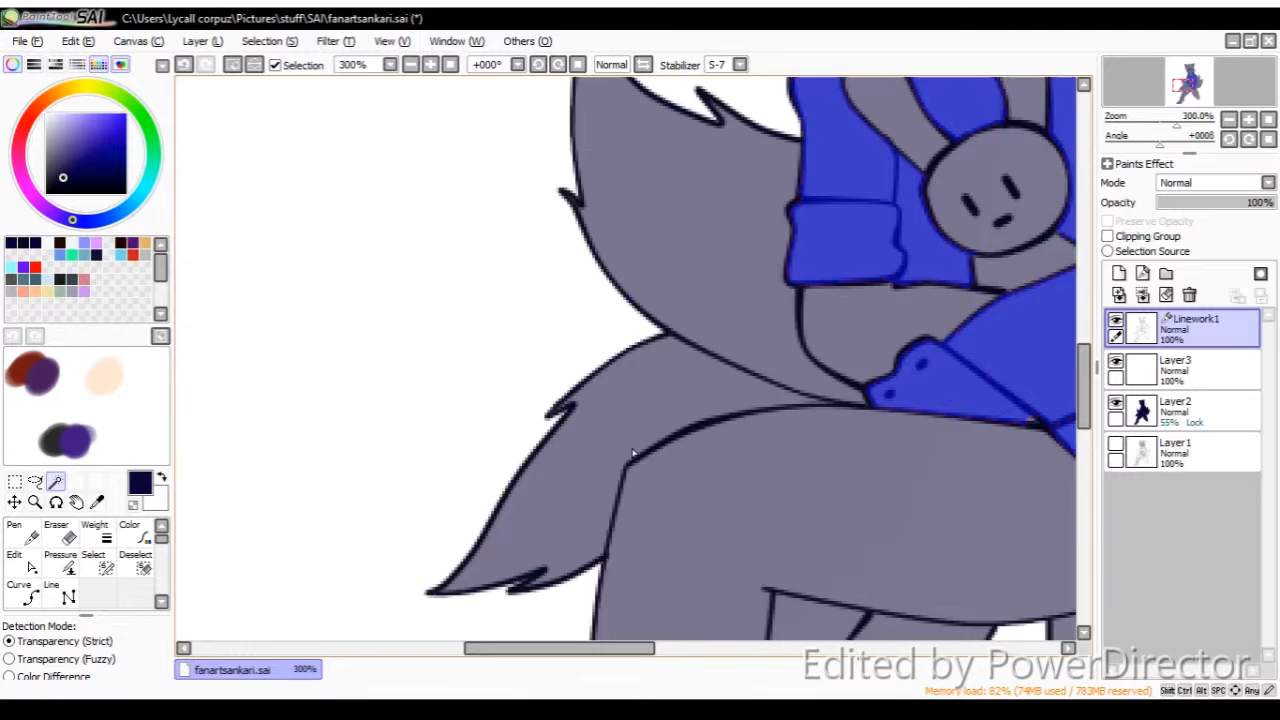 PaintTool SAI C:\Users\Lycall corpuz\Pictures\stuff\SAI\fanartsankari.sai (*)
File (F) Edit (E) Canvas (C) Layer (L) Selection (S) Filter (T) View (V) Window (W) Others (O)
Selection 300% +000° Normal Stabilizer S-7
Zoom 300.0%
Angle +000δ
Paints Effect
Mode Normal
Opacity 100%
Preserve Opacity
Clipping Group
Selection Source
Linework1
Normal
100%
Layer3
Normal
100%
Layer2
Normal
55% Lock
Layer1
Normal
100%
Pen Eraser Weight Color
Edit Pressure Select Deselect
Curve Line
Detection Mode:
Transparency (Strict)
Transparency (Fuzzy)
Color Difference
fanartsankari.sai 300%
Edited by PowerDirector
Memory load: 82% (74MB used / 783MB reserved) Shift Ctrl Alt SPC Any